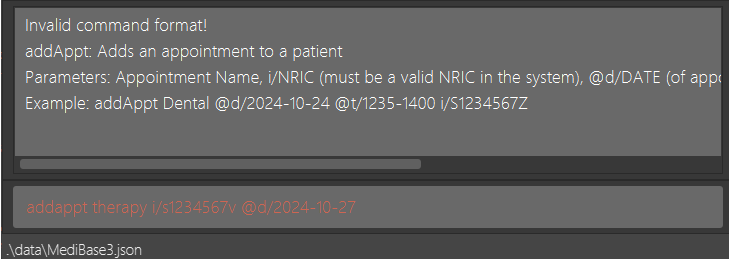 Invalid command format!
addAppt: Adds an appointment to a patient
Parameters: Appointment Name, i/NRIC (must be a valid NRIC in the system), @d/DATE (of appo
Example: addAppt Dental @d/2024-10-24 @t/1235-1400 i/S1234567Z
addappt therapy i/s1234567v @d/2024-10-27
.\data\MediBase3.json